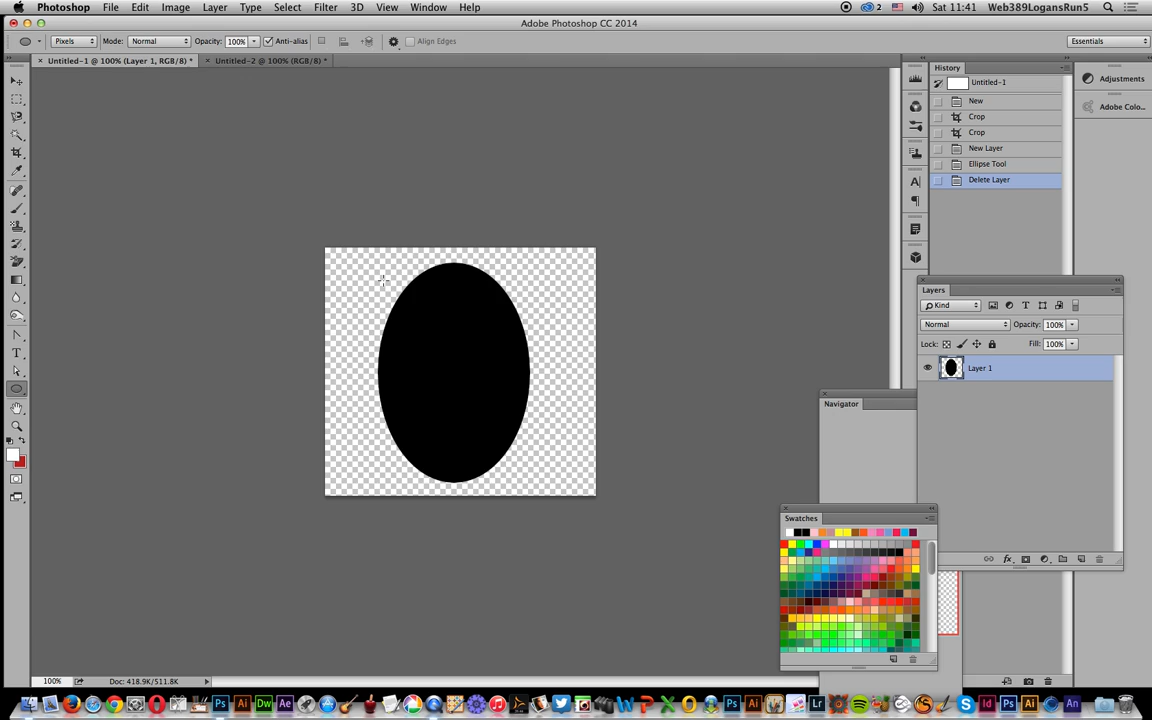 Photoshop File Edit Image Layer Type Select Filter 3D View Window Help 2 Sat 11:41 Web389LogansRun5
Adobe Photoshop CC 2014
Pixels Mode: Normal Opacity: 100% Anti-alias Align Edges Essentials
× Untitled-1 @ 100% (Layer 1, RGB/8) * × Untitled-2 @ 100% (RGB/8) *
History
Untitled-1
New
Crop
Crop
New Layer
Ellipse Tool
Delete Layer
Adjustments
Adobe Colo...
Layers
Kind
Normal Opacity: 100%
Lock: Fill: 100%
Layer 1
Navigator
Swatches
100% Doc: 418.9K/511.8K